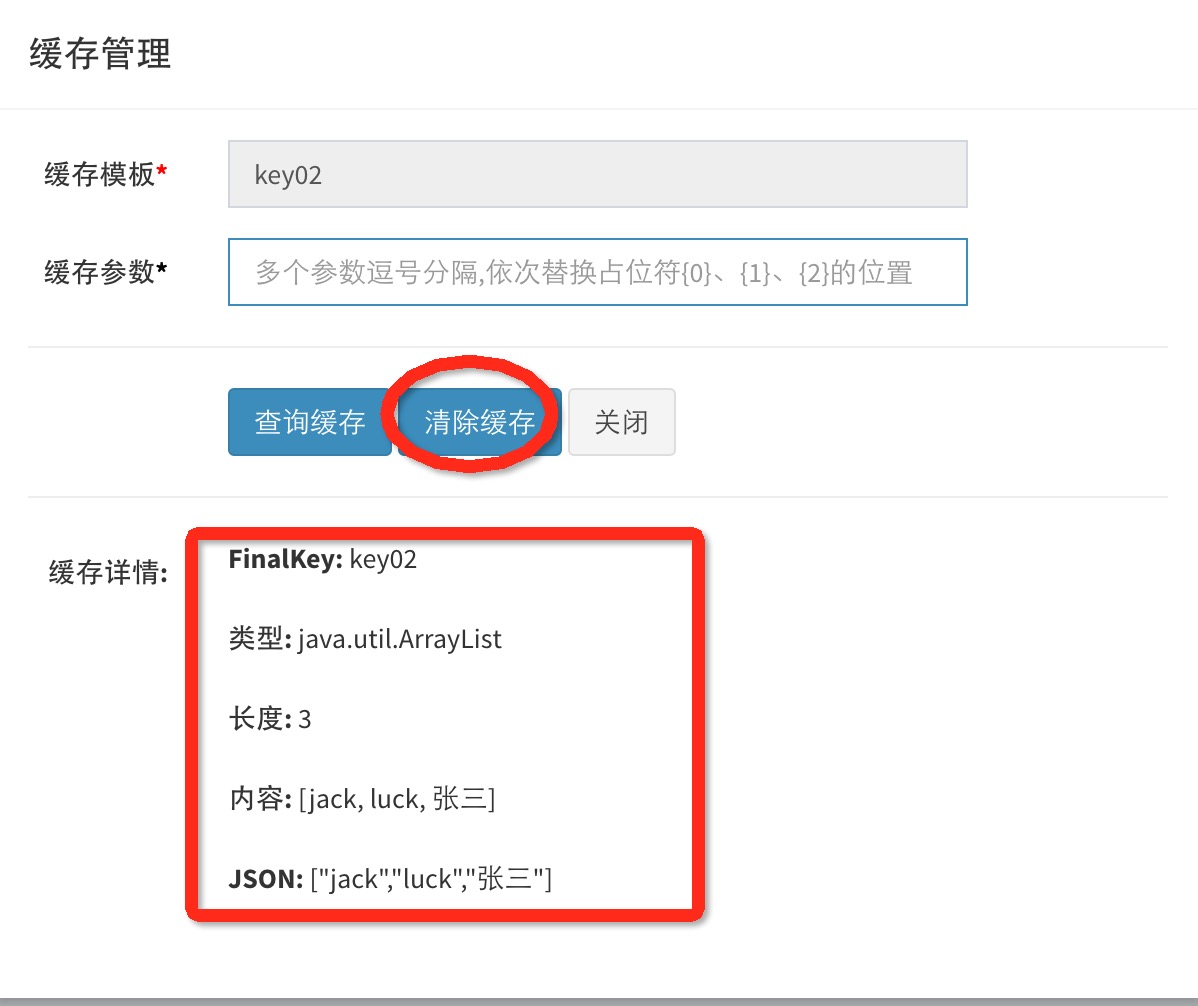 缓存管理
缓存模板*
key02
缓存参数*
多个参数逗号分隔,依次替换占位符{0}、{1}、{2}的位置
查询缓存 清除缓存 关闭
缓存详情:
FinalKey: key02
类型: java.util.ArrayList
长度: 3
内容: [jack, luck, 张三]
JSON: ["jack","luck","张三"]